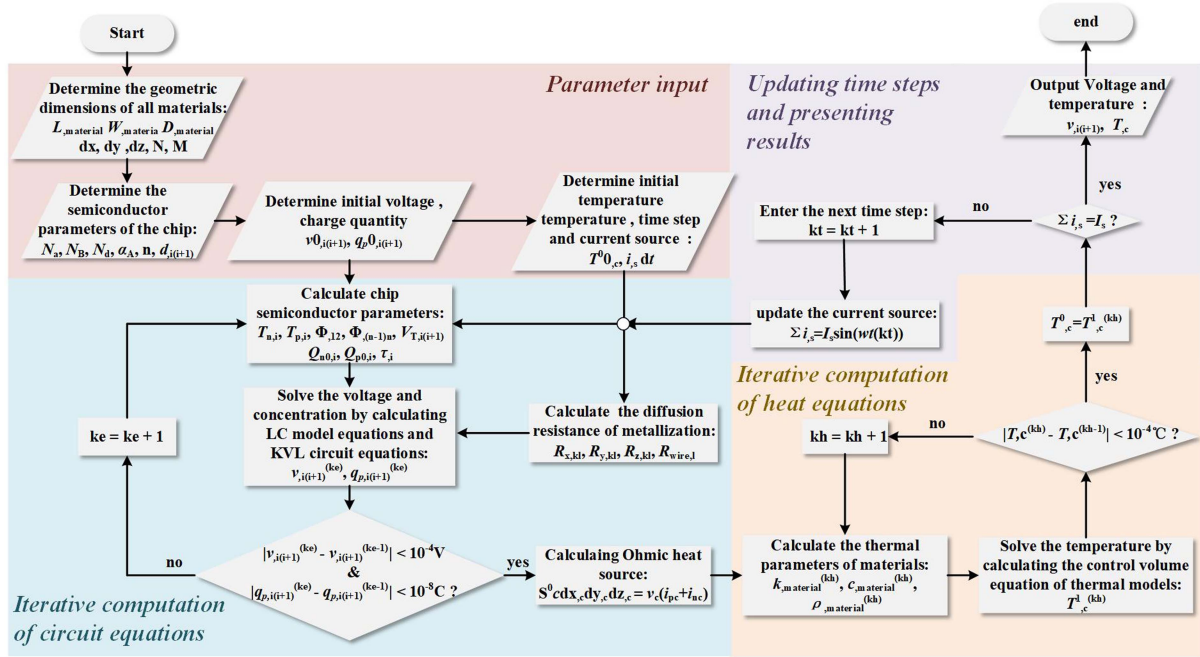 Start
Parameter input
Determine the geometric
dimensions of all materials:
L,material W,materia D,material
dx, dy ,dz, N, M
Determine the
semiconductor
parameters of the chip:
Na, NB, Nd, αA, n, d,i(i+1)
Determine initial voltage ,
charge quantity
v0,i(i+1), qp0,i(i+1)
Determine initial
temperature
temperature , time step
and current source :
T⁰0,c, i,s dt
Updating time steps
and presenting
results
end
Output Voltage and
temperature :
v,i(i+1), T,c
yes
Σ i,s =Is ?
no
Enter the next time step:
kt = kt + 1
update the current source:
Σ i,s=Issin(wt(kt))
Calculate chip
semiconductor parameters:
Tn,i, Tp,i, Φ,12, Φ,(n-1)n, VT,i(i+1)
Qn0,i, Qp0,i, τ,i
Solve the voltage and
concentration by calculating
LC model equations and
KVL circuit equations:
v,i(i+1)(ke), qp,i(i+1)(ke)
ke = ke + 1
Calculate the diffusion
resistance of metallization:
Rx,kl, Ry,kl, Rz,kl, Rwire,l
no
|v,i(i+1)(ke) - v,i(i+1)(ke-1)| < 10⁻⁴V
&
|qp,i(i+1)(ke) - qp,i(i+1)(ke-1)| < 10⁻⁸C ?
yes
Iterative computation
of circuit equations
Calculaing Ohmic heat
source:
S⁰cdx,cdy,cdz,c = vc(ipc+inc)
Iterative computation
of heat equations
T⁰,c=T¹,c(kh)
yes
|T,c(kh) - T,c(kh-1)| < 10⁻⁴℃ ?
no
kh = kh + 1
Calculate the thermal
parameters of materials:
k,material(kh), c,material(kh),
ρ,material(kh)
Solve the temperature by
calculating the control volume
equation of thermal models:
T¹,c(kh)